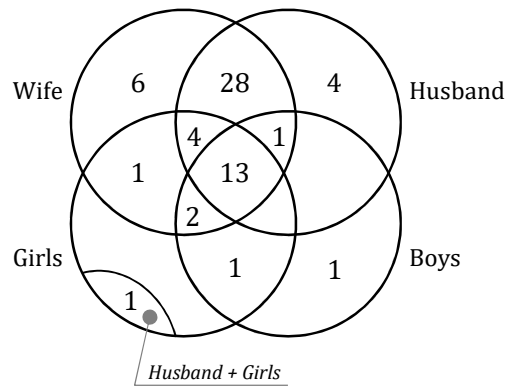 Wife 6 28 4 Husband
4 1
1 13
2
Girls 1 1 Boys
1
Husband + Girls